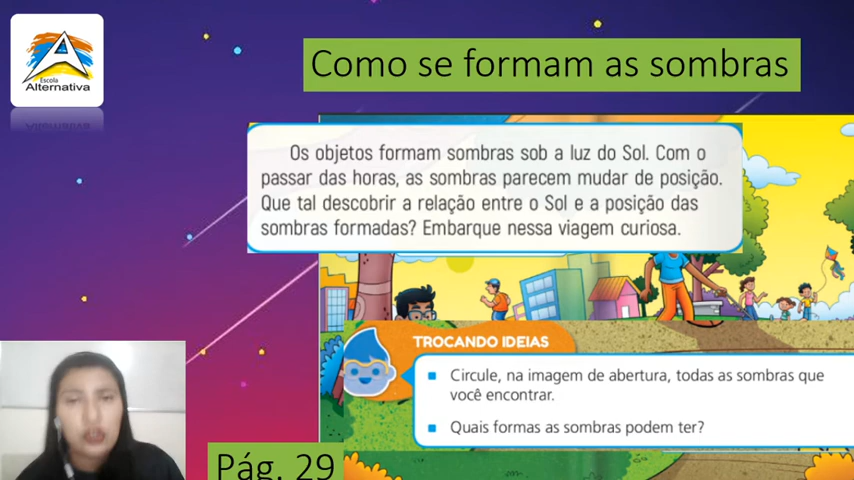 Escola
Alternativa
Como se formam as sombras
Os objetos formam sombras sob a luz do Sol. Com o
passar das horas, as sombras parecem mudar de posição.
Que tal descobrir a relação entre o Sol e a posição das
sombras formadas? Embarque nessa viagem curiosa.
TROCANDO IDEIAS
Circule, na imagem de abertura, todas as sombras que
você encontrar.
Quais formas as sombras podem ter?
Pág. 29